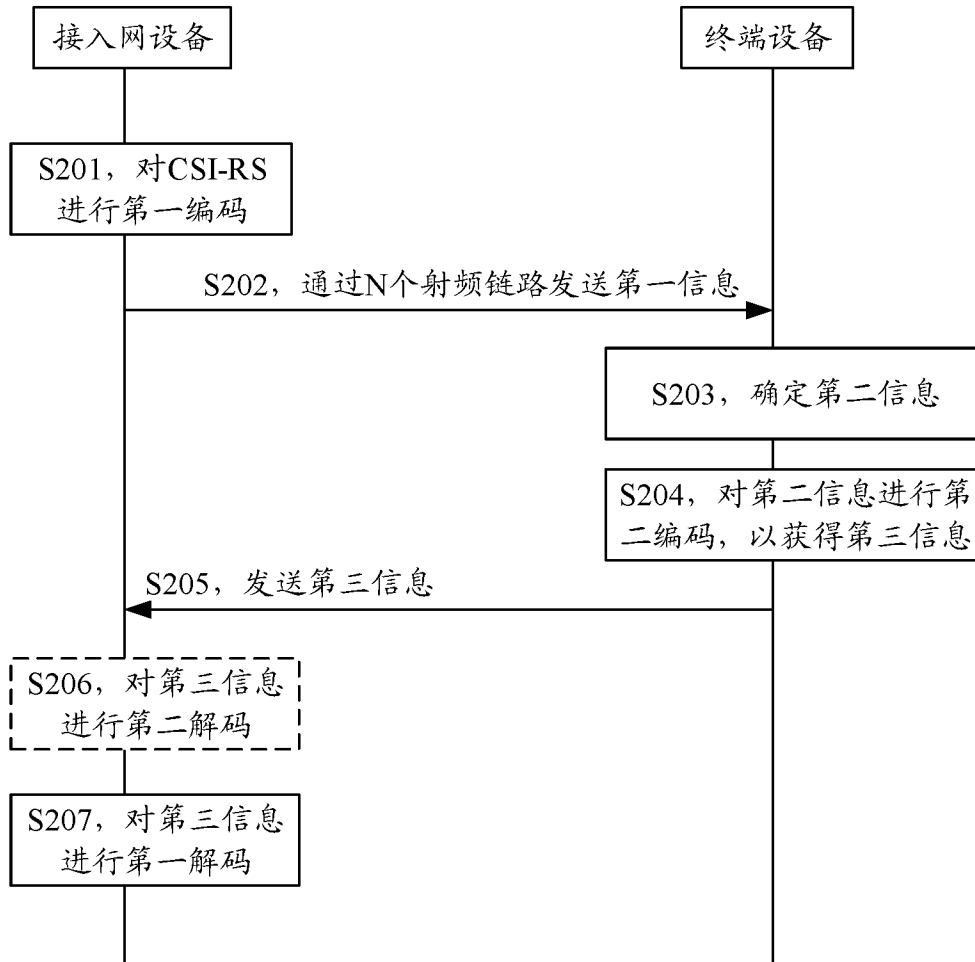 接入网设备
终端设备
S201，对CSI-RS
进行第一编码
S202，通过N个射频链路发送第一信息
S203，确定第二信息
S204，对第二信息进行第
二编码，以获得第三信息
S205，发送第三信息
S206，对第三信息
进行第二解码
S207，对第三信息
进行第一解码